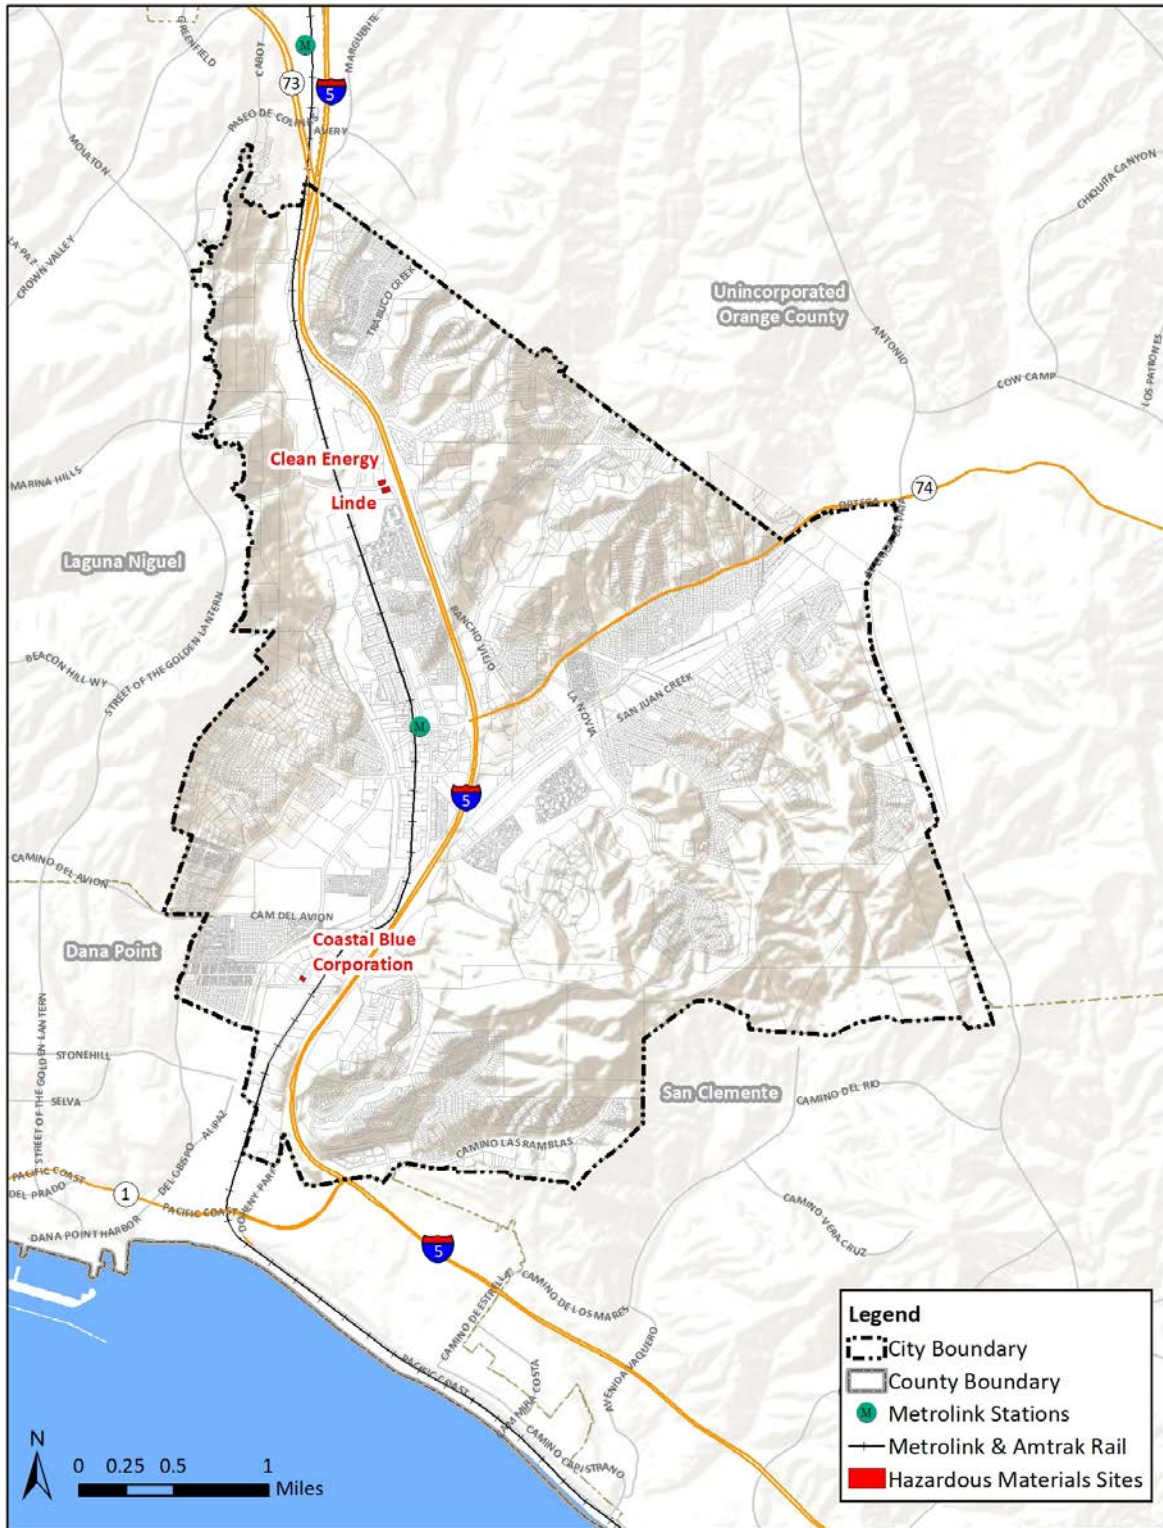 GREENFIELD
CABOT
M
MARGUERITE
73
5
PASEO DE COLINAS
AVERY
MOULTON
CHIQUITA CANYON
LA PAZ
CROWN VALLEY
TRABUCO CREEK
Unincorporated
Orange County
ANTONIO
COW CAMP
LOS PATRONES
MARINA HILLS
Clean Energy
Linde
74
ORTEGA
Laguna Niguel
STREET OF THE GOLDEN LANTERN
RANCHO VIEJO
BEACON HILL WY
LA NOVIA
SAN JUAN CREEK
M
5
CAMINO DEL AVION
CAM DEL AVION
Dana Point
Coastal Blue
Corporation
STREET OF THE GOLDEN LANTERN
STONEHILL
SELVA
ALIPAZ
San Clemente
CAMINO DEL RIO
CAMINO LAS RAMBLAS
PACIFIC COAST
DEL PRADO
1
DEL OBISPO
PACIFIC COAST
DOHENY PARK
DANA POINT HARBOR
CAMINO VERA CRUZ
5
CAMINO DE ESTRELLA
CAMINO DE LOS MARES
AVENIDA VAQUERO
PACIFIC COAST
CAM MIRA COSTA
CAMINO CAPISTRANO
Legend
City Boundary
County Boundary
M Metrolink Stations
Metrolink & Amtrak Rail
Hazardous Materials Sites
N
0 0.25 0.5 1
Miles